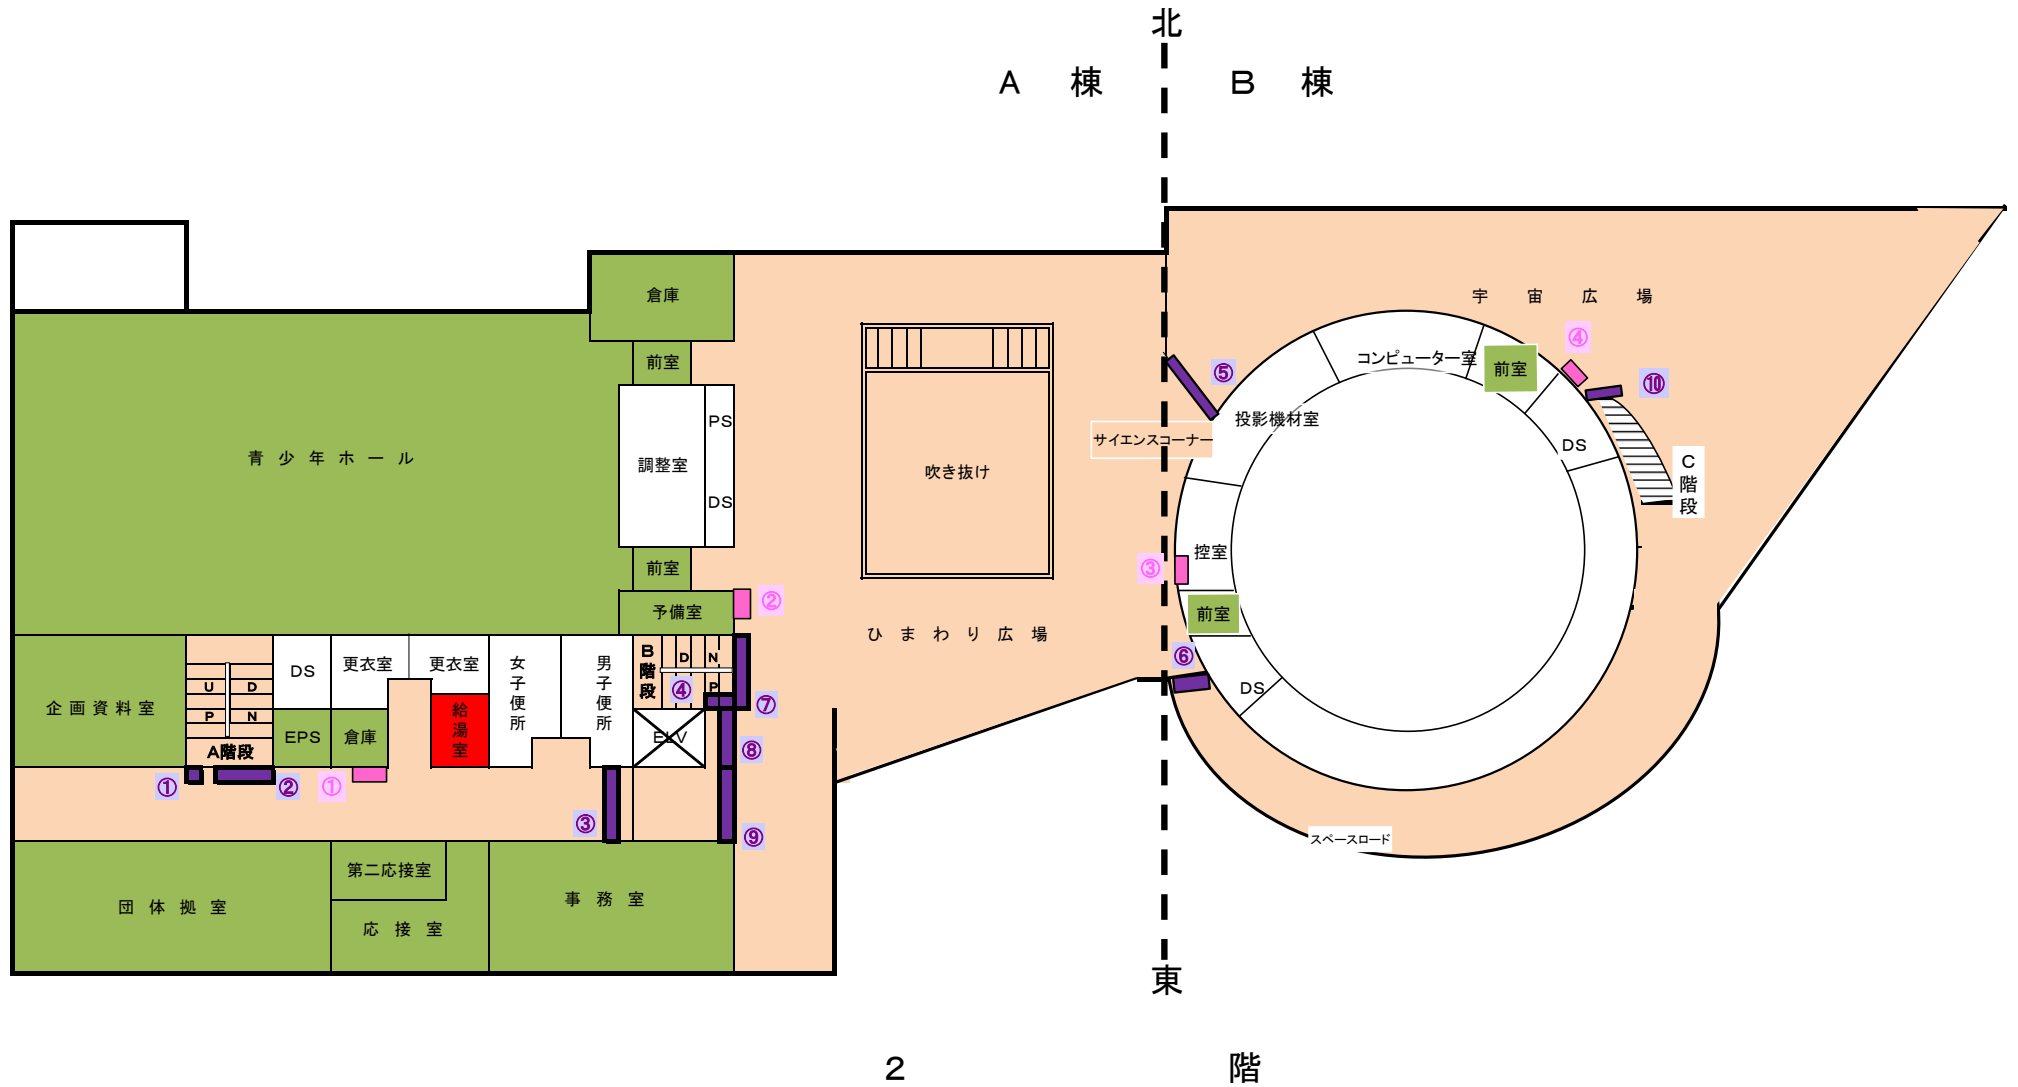 北
Ａ　棟
Ｂ　棟
倉庫
宇　宙　広　場
④
前室
コンピューター室
前室
⑤
⑩
投影機材室
PS
サイエンスコーナー
DS
青 少 年 ホ ー ル
調整室
吹き抜け
C階段
DS
控室
前室
③
②
予備室
前室
ひ ま わ り 広 場
B階段
D N
P
④
⑥
DS
更衣室
更衣室
女子便所
男子便所
DS
U D
P N
企 画 資 料 室
⑦
給湯室
EPS
倉庫
ELV
⑧
A階段
①
②
①
③
⑨
スペースロード
第二応接室
事 務 室
団 体 拠 室
応 接 室
東
２　階